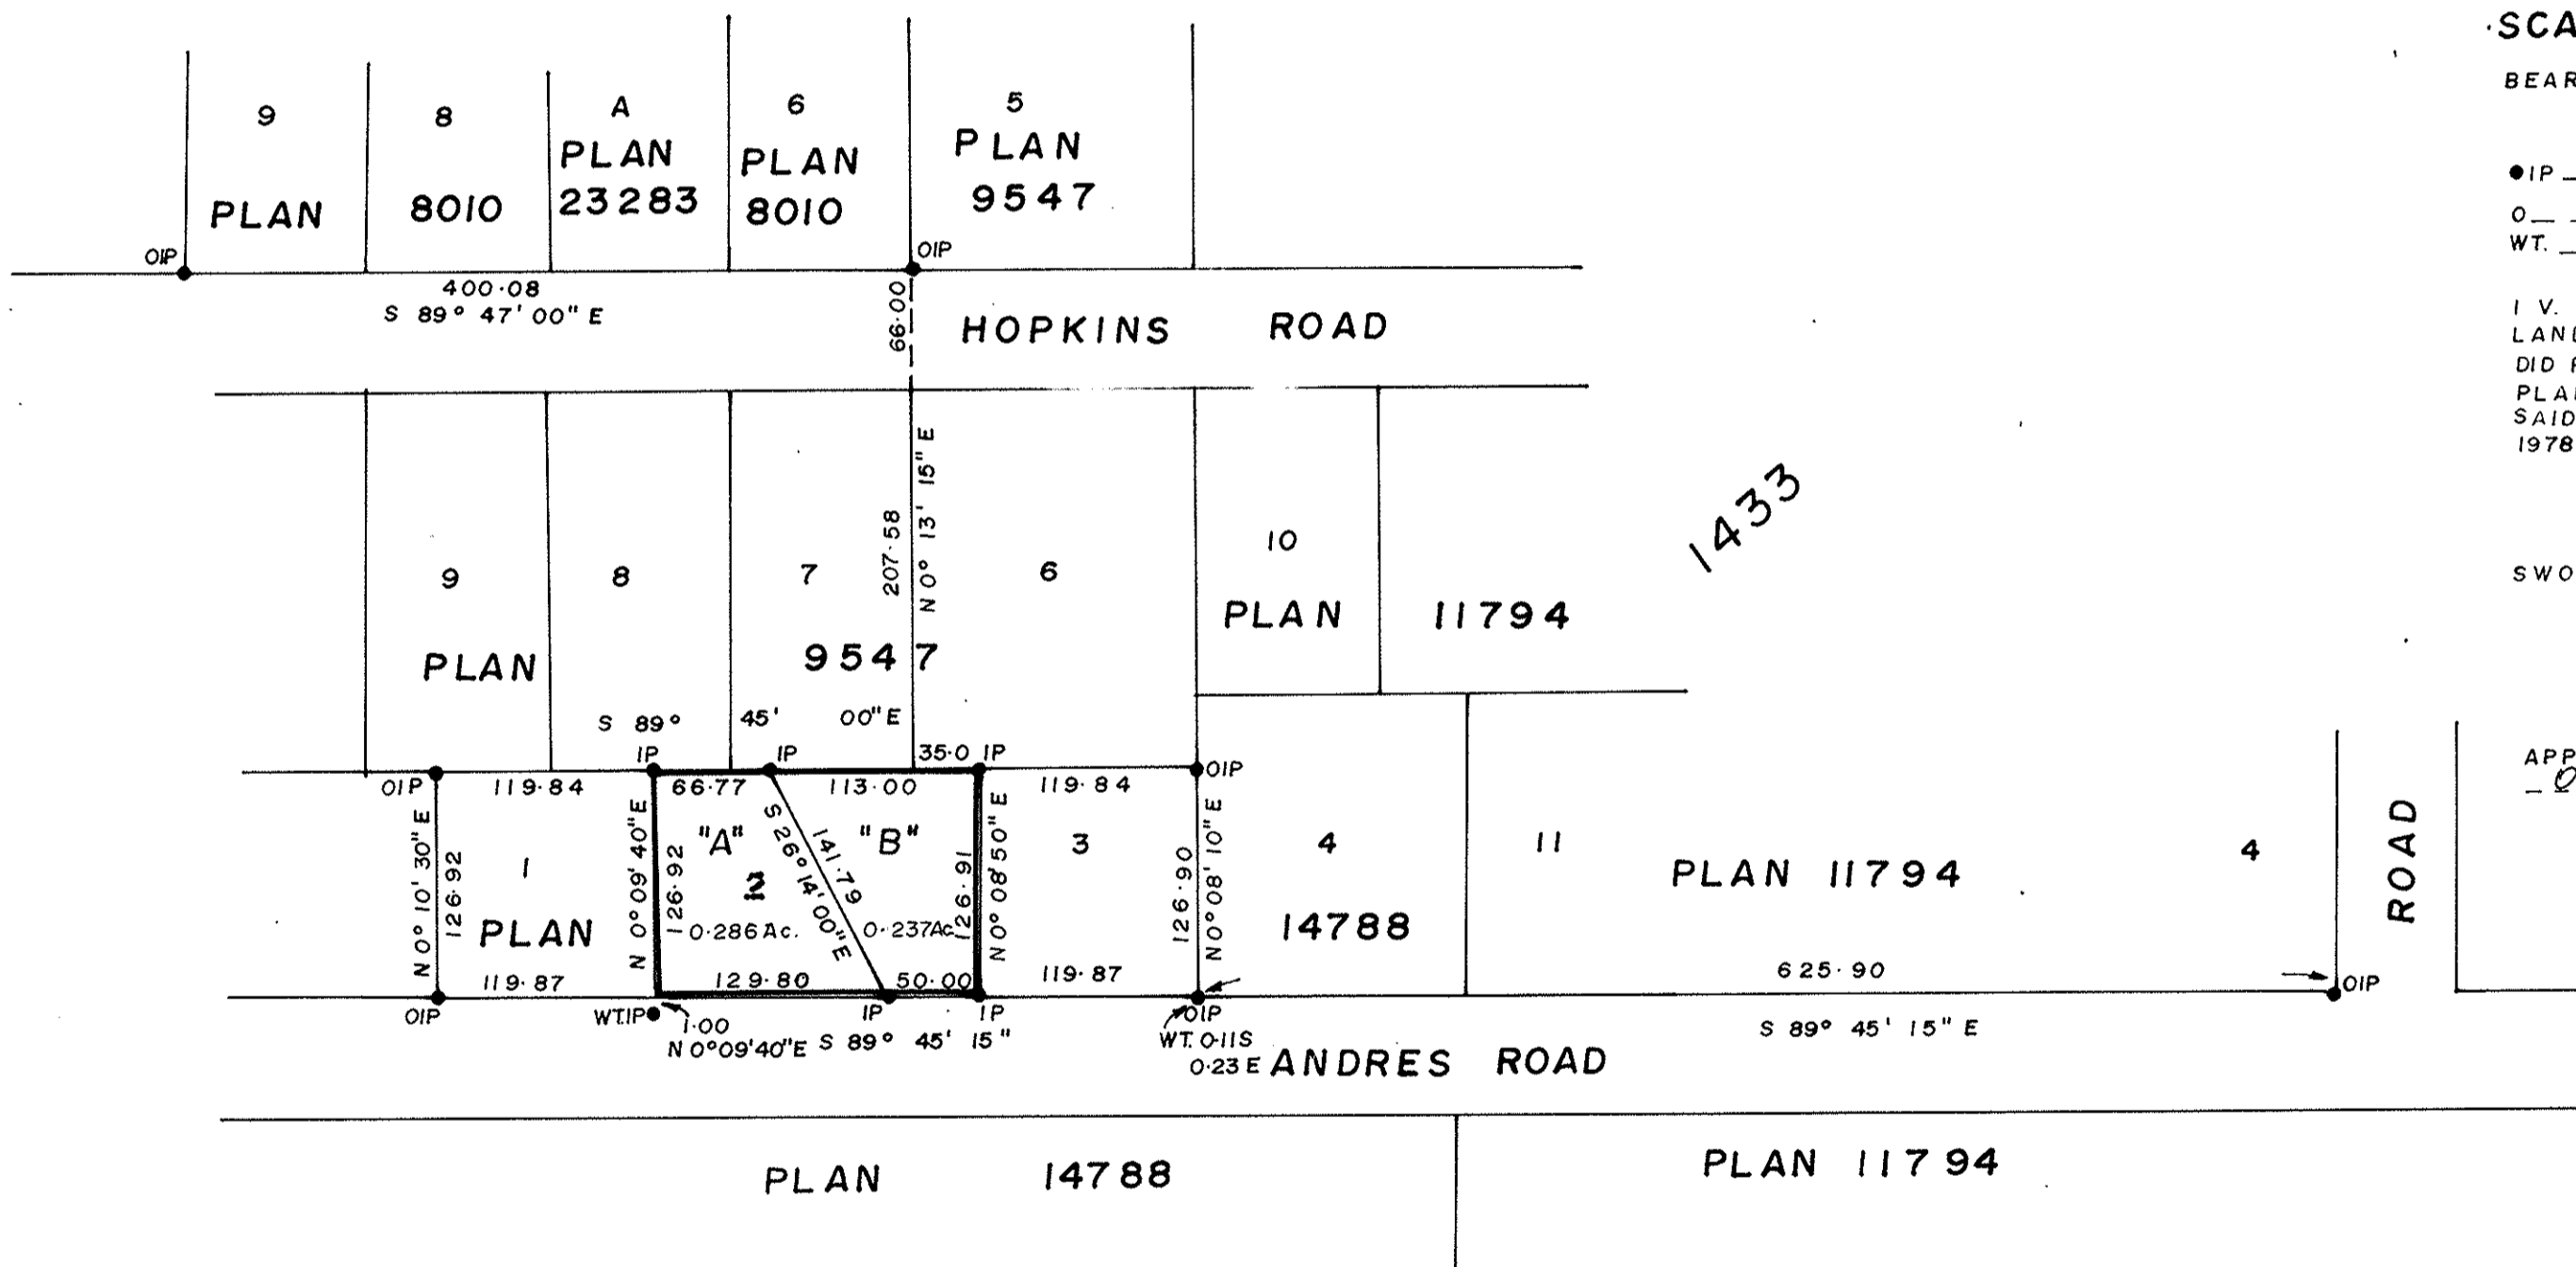 ·SCA
BEAR
9
8
A
6
5
PLAN
PLAN
PLAN
PLAN
8010
23283
8010
9547
●IP
O
WT.
OIP
OIP
400·08
S 89° 47' 00" E
66·00
HOPKINS ROAD
I V.
LAN
DID
PLA
SAID
1978
207·58
N 0° 13' 15" E
1433
9
8
7
6
10
PLAN 11794
SWO
PLAN 9547
S 89° 45' 00" E
IP
IP
35·0
IP
OIP
OIP
119·84
66·77
113·00
119·84
APP
N 0° 10' 30" E
126·92
1
PLAN
N 0° 09' 40" E
126·92
"A"
2
0·286 Ac.
S 26° 14' 00" E
141·79
"B"
0·237 Ac.
126·91
N 0° 08' 50" E
3
126·90
N 0° 08' 10" E
4
14788
11
PLAN 11794
4
ROAD
119·87
129·80
50·00
119·87
625·90
OIP
OIP
WT.IP
1·00
N 0°09'40"E
IP
IP
S 89° 45' 15"
OIP
WT. 0·11S
0·23 E
S 89° 45' 15" E
ANDRES ROAD
PLAN 14788
PLAN 11794